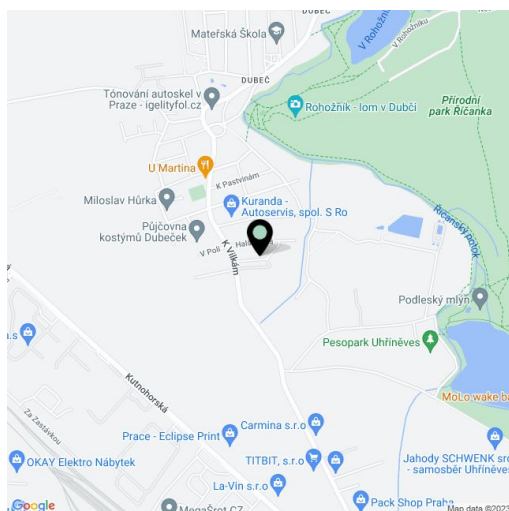 DUBEČ
Mateřská Škola
V Rohožníku
V Rohožníku
DUBEČ
Tónování autoskel v
Praze - igelityfol.cz
Rohožník - lom v Dubči
Přírodní
park Říčanka
U Martina
K Pastvinám
Miloslav Hůrka
Kuranda -
Autoservis, spol. S Ro
Říčanský potok
Půjčovna
kostýmů Dubeček
V Poli
K Vilkám
Podleský mlýn
a.s
Pesopark Uhříněves
Kutnohorská
MoLo wake ba
Za Zastávkou
Carmina s.r.o
Prace - Eclipse Print
OKAY Elektro Nábytek
TITBIT, s.r.o
Jahody SCHWENK src
- samosběr Uhříněves
La-Vin s.r.o
Pack Shop Praha
MegaŠrot CZ
Google
Map data ©2023